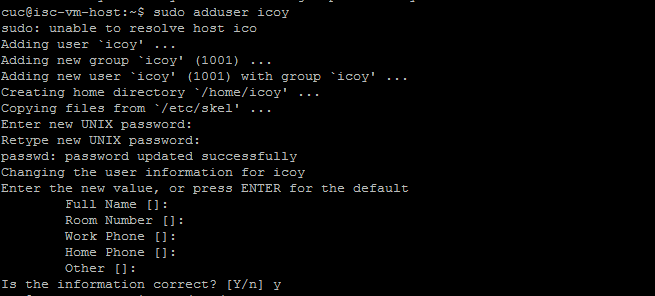 cuc@isc-vm-host:~$ sudo adduser icoy
sudo: unable to resolve host ico
Adding user `icoy' ...
Adding new group `icoy' (1001) ...
Adding new user `icoy' (1001) with group `icoy' ...
Creating home directory `/home/icoy' ...
Copying files from `/etc/skel' ...
Enter new UNIX password:
Retype new UNIX password:
passwd: password updated successfully
Changing the user information for icoy
Enter the new value, or press ENTER for the default
        Full Name []:
        Room Number []:
        Work Phone []:
        Home Phone []:
        Other []:
Is the information correct? [Y/n] y